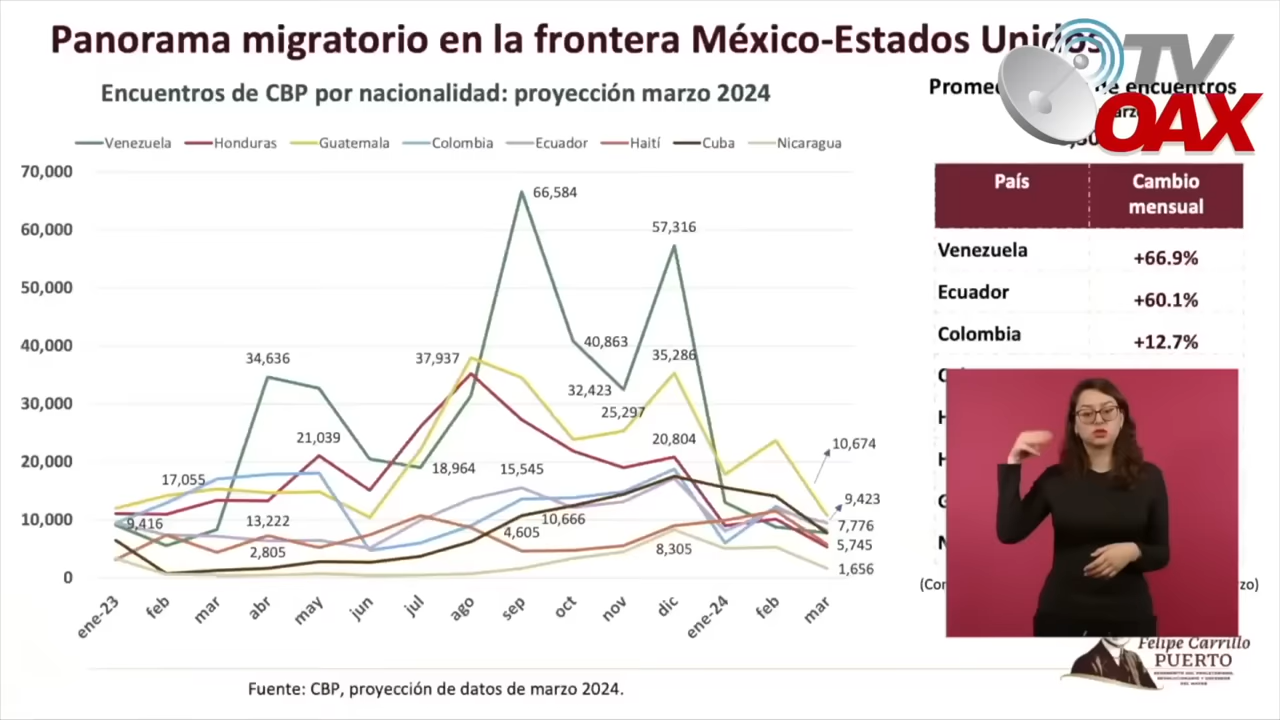 Panorama migratorio en la frontera México-Estados Unidos
TV
OAX
Encuentros de CBP por nacionalidad: proyección marzo 2024
encuentros
Venezuela Honduras Guatemala Colombia Ecuador Haití Cuba Nicaragua
70,000
60,000
50,000
40,000
30,000
20,000
10,000
0
66,584
57,316
34,636
37,937
40,863
35,286
32,423
25,297
21,039
20,804
17,055
18,964
15,545
9,416
13,222
10,666
4,605
2,805
8,305
10,674
9,423
7,776
5,745
1,656
ene-23 feb mar abr may jun jul ago sep oct nov dic ene-24 feb mar
País Cambio mensual
Venezuela +66.9%
Ecuador +60.1%
Colombia +12.7%
Felipe Carrillo
PUERTO
Fuente: CBP, proyección de datos de marzo 2024.